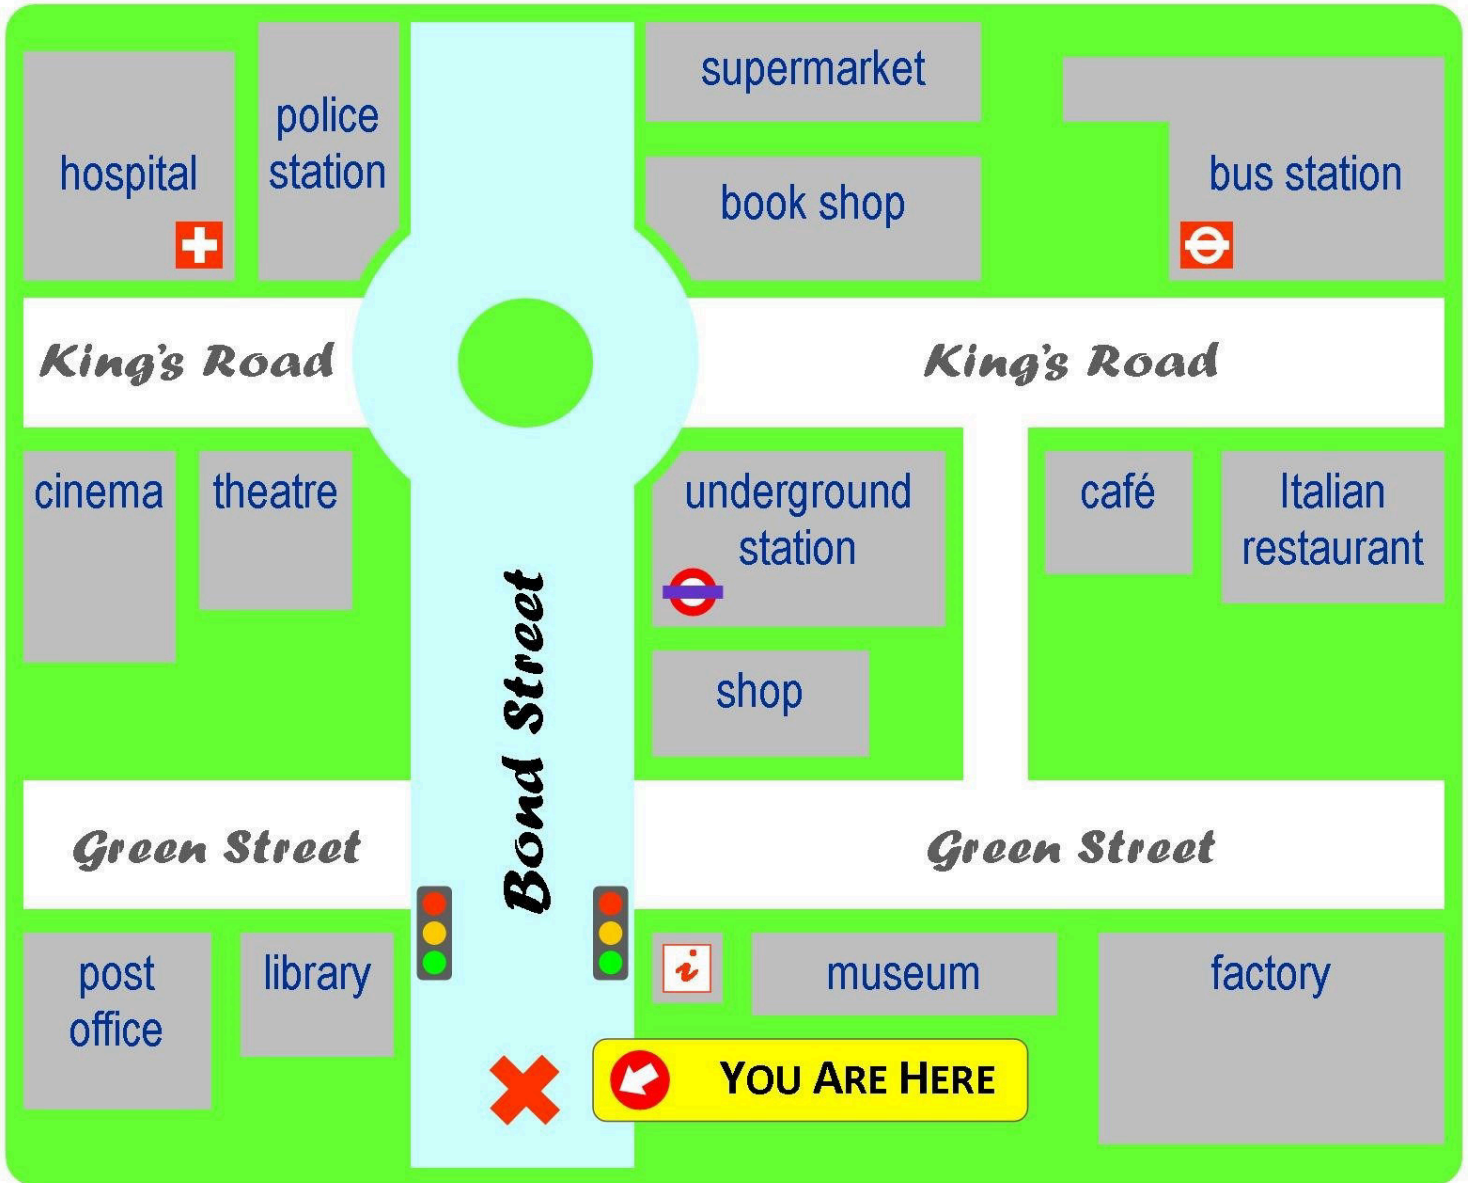 supermarket
police
station
hospital
bus station
book shop
King's Road
King's Road
cinema
theatre
underground
station
café
Italian
restaurant
shop
Bond Street
Green Street
Green Street
post
office
library
i
museum
factory
YOU ARE HERE